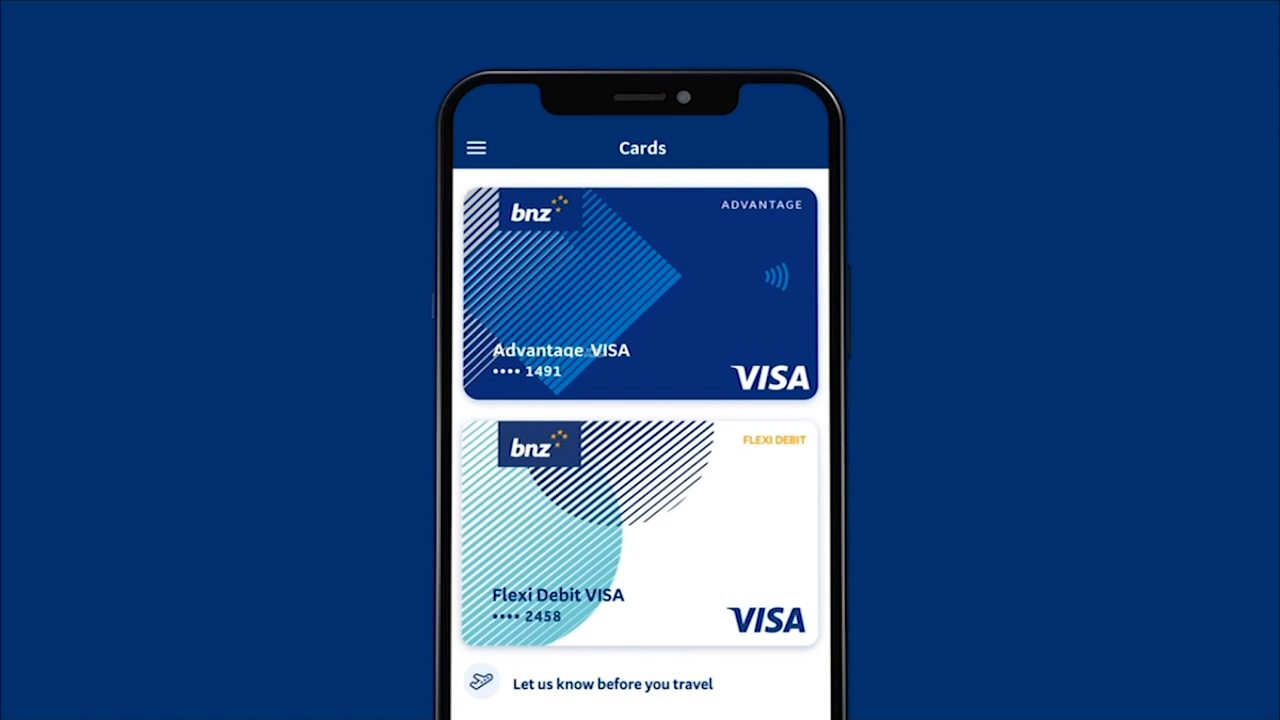 Cards
bnz
ADVANTAGE
Advantage VISA
•••• 1491
VISA
bnz
FLEXI DEBIT
Flexi Debit VISA
•••• 2458
VISA
Let us know before you travel